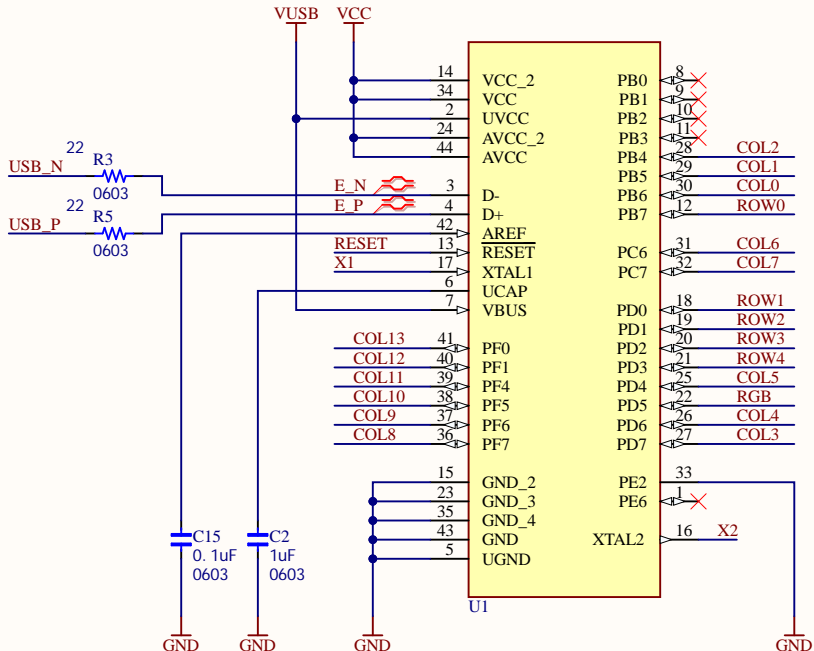 VUSB VCC
14 VCC_2 PB0 8
34 VCC PB1 9
2 UVCC PB2 10
24 AVCC_2 PB3 11
44 AVCC PB4 28 COL2
22 R3 PB5 29 COL1
USB_N 0603 E_N 3 D- PB6 30 COL0
22 R5 E_P 4 D+ PB7 12 ROW0
USB_P 0603 42 AREF
RESET 13 RESET PC6 31 COL6
X1 17 XTAL1 PC7 32 COL7
6 UCAP
7 VBUS PD0 18 ROW1
PD1 19 ROW2
COL13 41 PF0 PD2 20 ROW3
COL12 40 PF1 PD3 21 ROW4
COL11 39 PF4 PD4 25 COL5
COL10 38 PF5 PD5 22 RGB
COL9 37 PF6 PD6 26 COL4
COL8 36 PF7 PD7 27 COL3
15 GND_2 PE2 33
23 GND_3 PE6 1
35 GND_4
43 GND XTAL2 16 X2
5 UGND
C15 C2
0.1uF 1uF
0603 0603
U1
GND GND GND GND